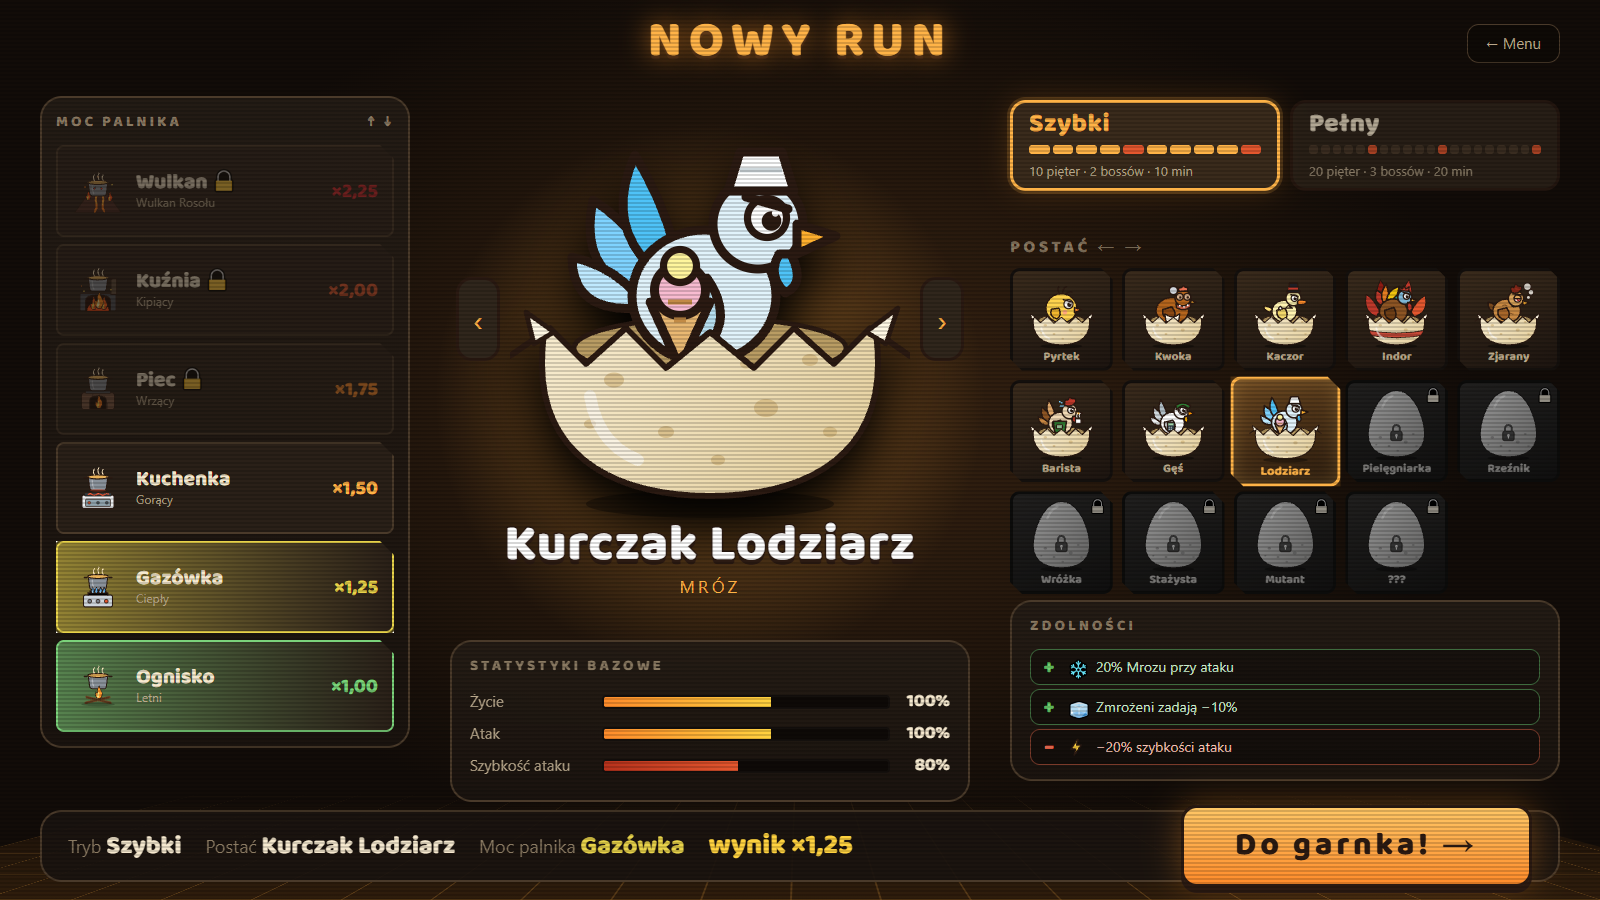 NOWY RUN
← Menu
MOC PALNIKA ↑ ↓
Wulkan
Wulkan Rosołu
×2,25
Kuźnia
Kipiący
×2,00
Piec
Wrzący
×1,75
Kuchenka
Gorący
×1,50
Gazówka
Ciepły
×1,25
Ognisko
Letni
×1,00
‹ ›
Kurczak Lodziarz
MRÓZ
STATYSTYKI BAZOWE
Życie 100%
Atak 100%
Szybkość ataku 80%
Szybki
10 pięter · 2 bossów · 10 min
Pełny
20 pięter · 3 bossów · 20 min
POSTAĆ ← →
Pyrtek Kwoka Kaczor Indor Zjarany
Barista Gęś Lodziarz Pielęgniarka Rzeźnik
Wróżka Stażysta Mutant ???
ZDOLNOŚCI
+ 20% Mrozu przy ataku
+ Zmrożeni zadają −10%
− −20% szybkości ataku
Tryb Szybki Postać Kurczak Lodziarz Moc palnika Gazówka wynik ×1,25
Do garnka! →